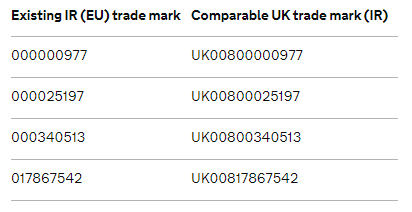 Existing IR (EU) trade mark Comparable UK trade mark (IR)
000000977 UK00800000977
000025197 UK00800025197
000340513 UK00800340513
017867542 UK00817867542